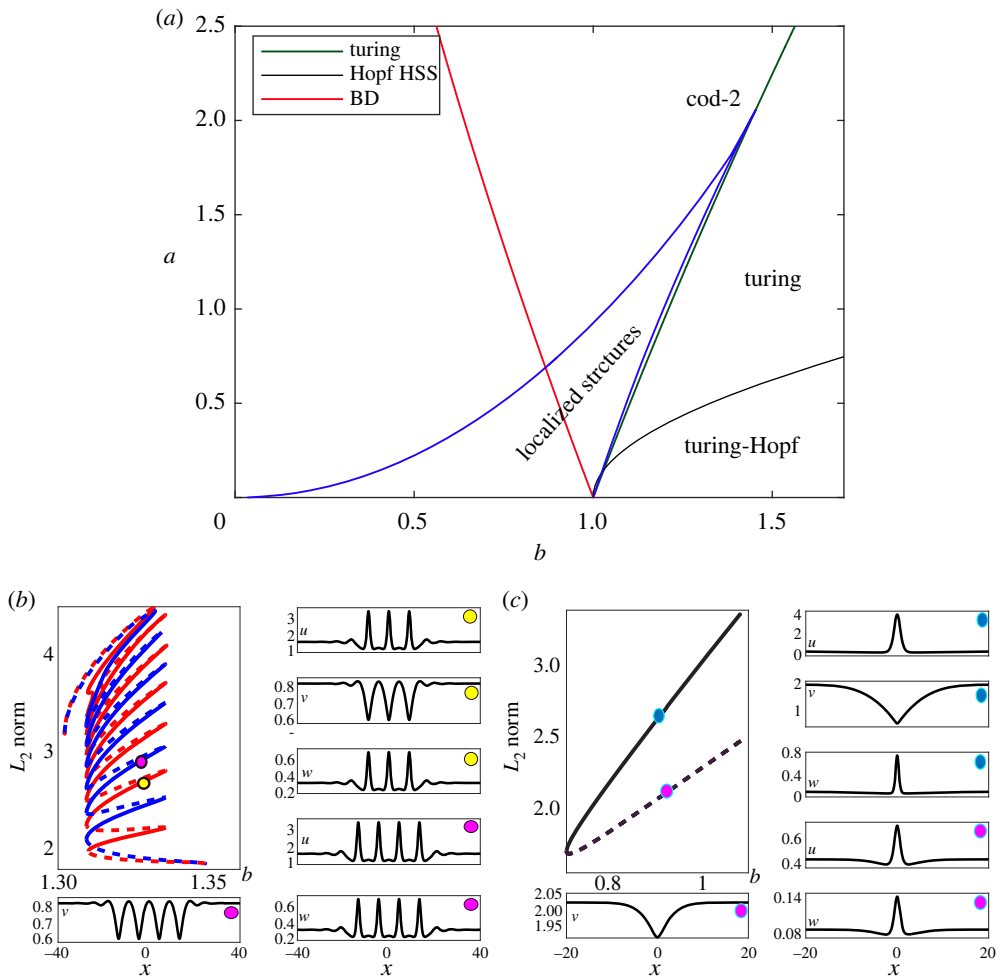 (a)
2.5
2.0
1.5
1.0
0.5
0
0.5
1.0
1.5
a
b
turing
Hopf HSS
BD
cod-2
turing
localized strctures
turing-Hopf
(b)
4
3
2
L2 norm
1.30
1.35
b
3
2
1
u
0.8
0.7
0.6
v
0.6
0.4
0.2
w
3
2
1
u
0.8
0.6
v
−40
0
40
x
0.6
0.4
0.2
w
−40
0
40
x
(c)
3.0
2.5
2.0
L2 norm
0.8
1
b
4
2
0
u
2
1
v
0.8
0.4
0
w
0.6
0.4
u
2.05
2.00
1.95
v
−20
0
20
x
0.14
0.08
w
−20
0
20
x